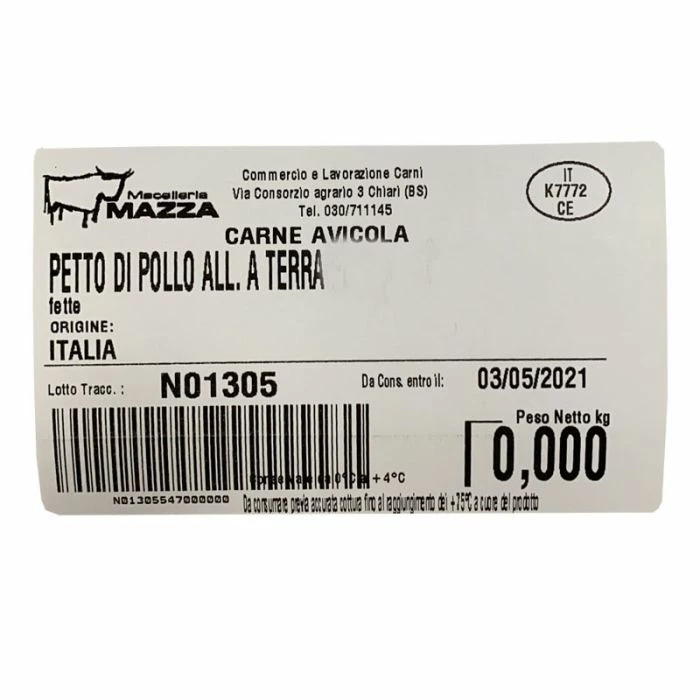 Macelleria
MAZZA
Commercio e Lavorazione Carni
Via Consorzio agrario 3 Chiari (BS)
Tel. 030/711145
IT
K7772
CE
CARNE AVICOLA
PETTO DI POLLO ALL. A TERRA
fette
ORIGINE:
ITALIA
Lotto Tracc. : N01305
Da Cons. entro il: 03/05/2021
Peso Netto kg
0,000
Conservare da 0°C a +4°C
N01305547000000
Da consumare previa accurata cottura fino al raggiungimento dei +75°C a cuore del prodotto